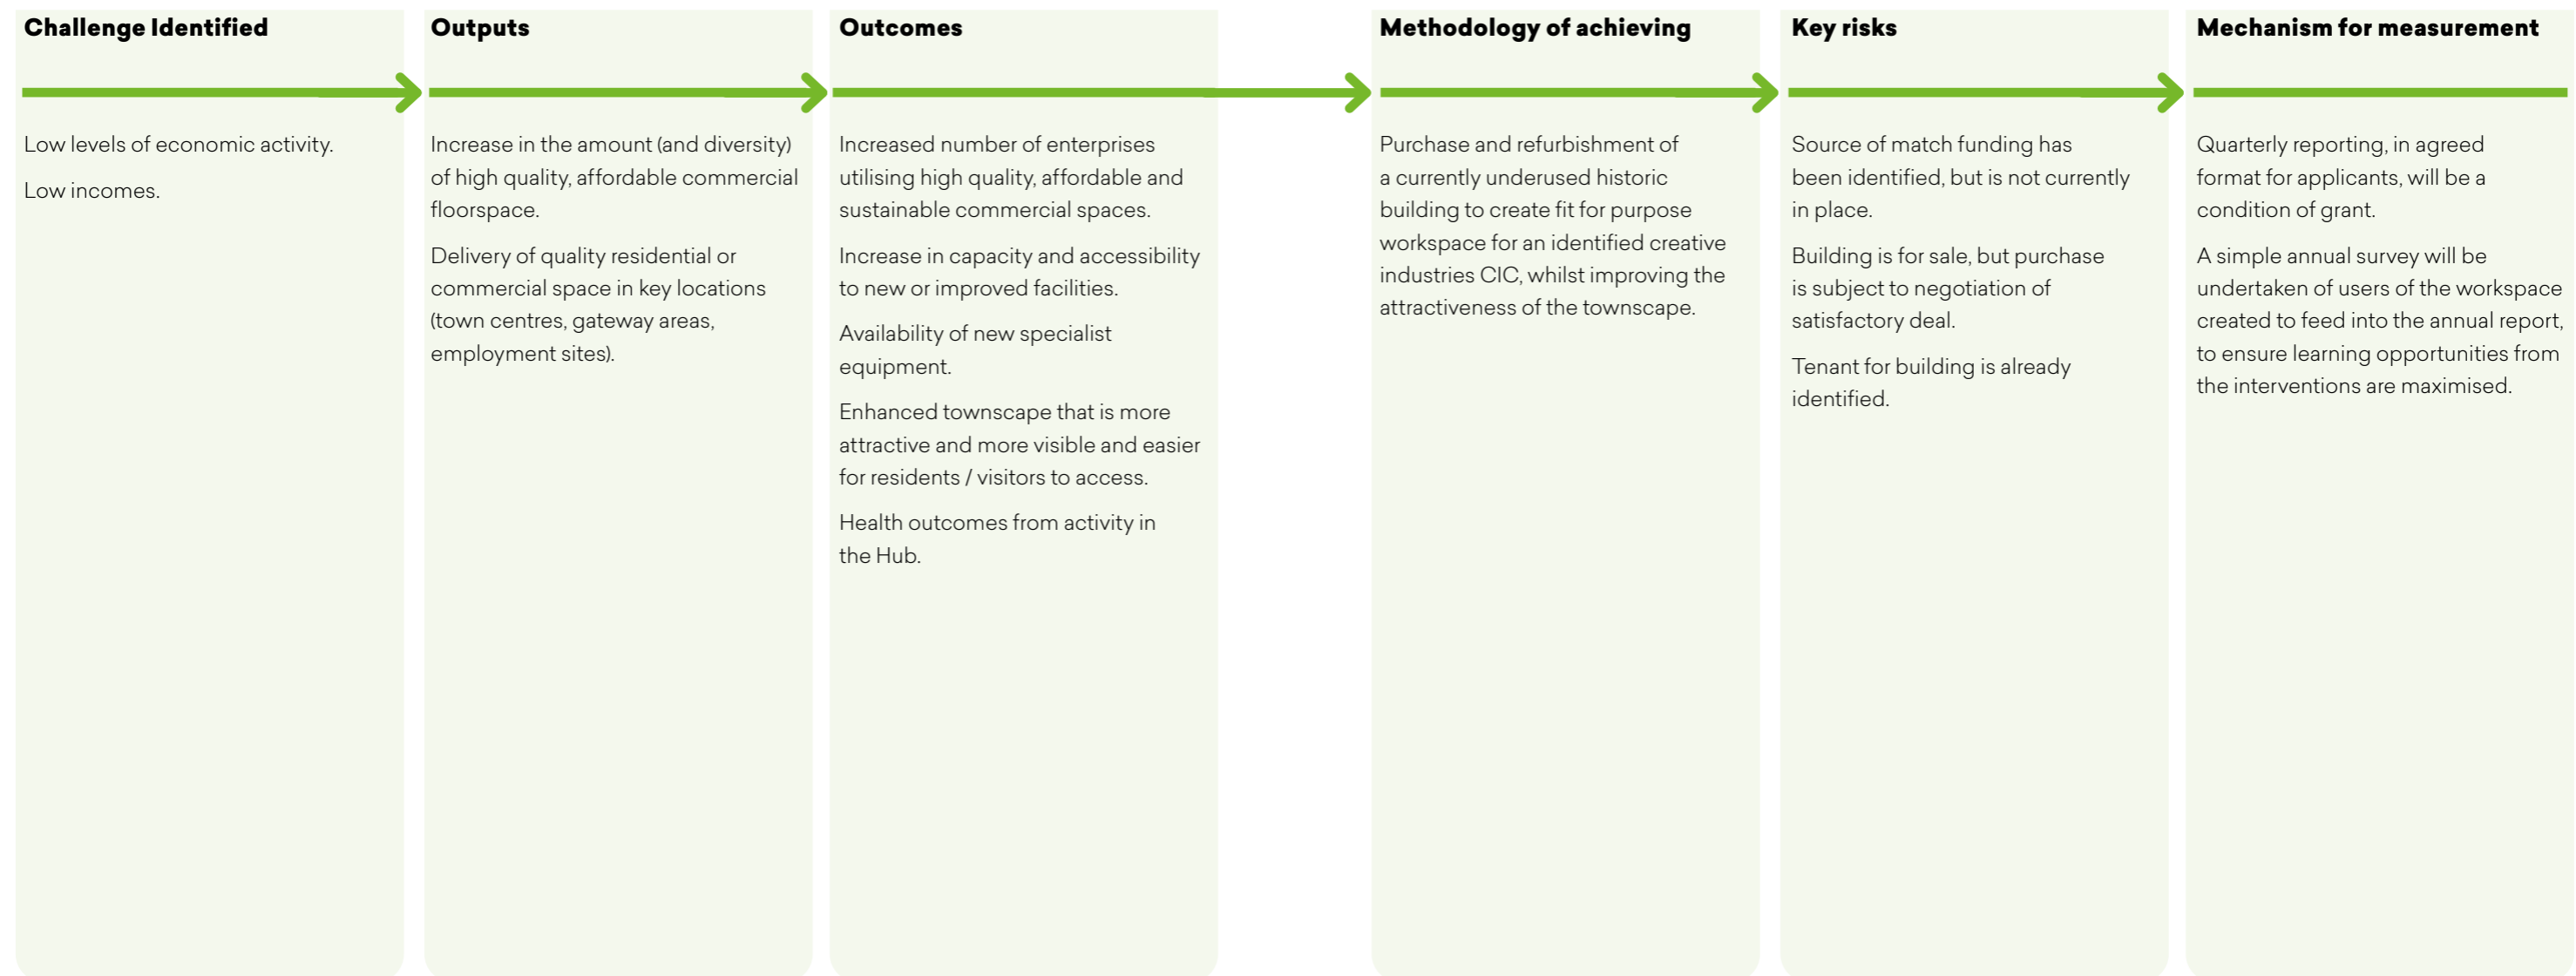 Challenge Identified
Low levels of economic activity.
Low incomes.
Outputs
Increase in the amount (and diversity)
of high quality, affordable commercial
floorspace.
Delivery of quality residential or
commercial space in key locations
(town centres, gateway areas,
employment sites).
Outcomes
Increased number of enterprises
utilising high quality, affordable and
sustainable commercial spaces.
Increase in capacity and accessibility
to new or improved facilities.
Availability of new specialist
equipment.
Enhanced townscape that is more
attractive and more visible and easier
for residents / visitors to access.
Health outcomes from activity in
the Hub.
Methodology of achieving
Purchase and refurbishment of
a currently underused historic
building to create fit for purpose
workspace for an identified creative
industries CIC, whilst improving the
attractiveness of the townscape.
Key risks
Source of match funding has
been identified, but is not currently
in place.
Building is for sale, but purchase
is subject to negotiation of
satisfactory deal.
Tenant for building is already
identified.
Mechanism for measurement
Quarterly reporting, in agreed
format for applicants, will be a
condition of grant.
A simple annual survey will be
undertaken of users of the workspace
created to feed into the annual report,
to ensure learning opportunities from
the interventions are maximised.